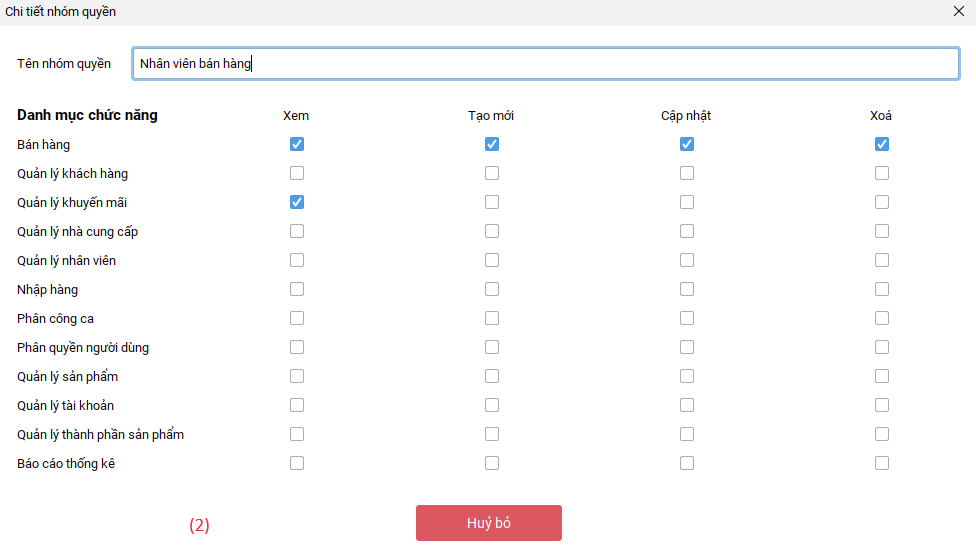 Chi tiết nhóm quyền
Tên nhóm quyền Nhân viên bán hàng
Danh mục chức năng Xem Tạo mới Cập nhật Xoá
Bán hàng
Quản lý khách hàng
Quản lý khuyến mãi
Quản lý nhà cung cấp
Quản lý nhân viên
Nhập hàng
Phân công ca
Phân quyền người dùng
Quản lý sản phẩm
Quản lý tài khoản
Quản lý thành phần sản phẩm
Báo cáo thống kê
(2) Huỷ bỏ